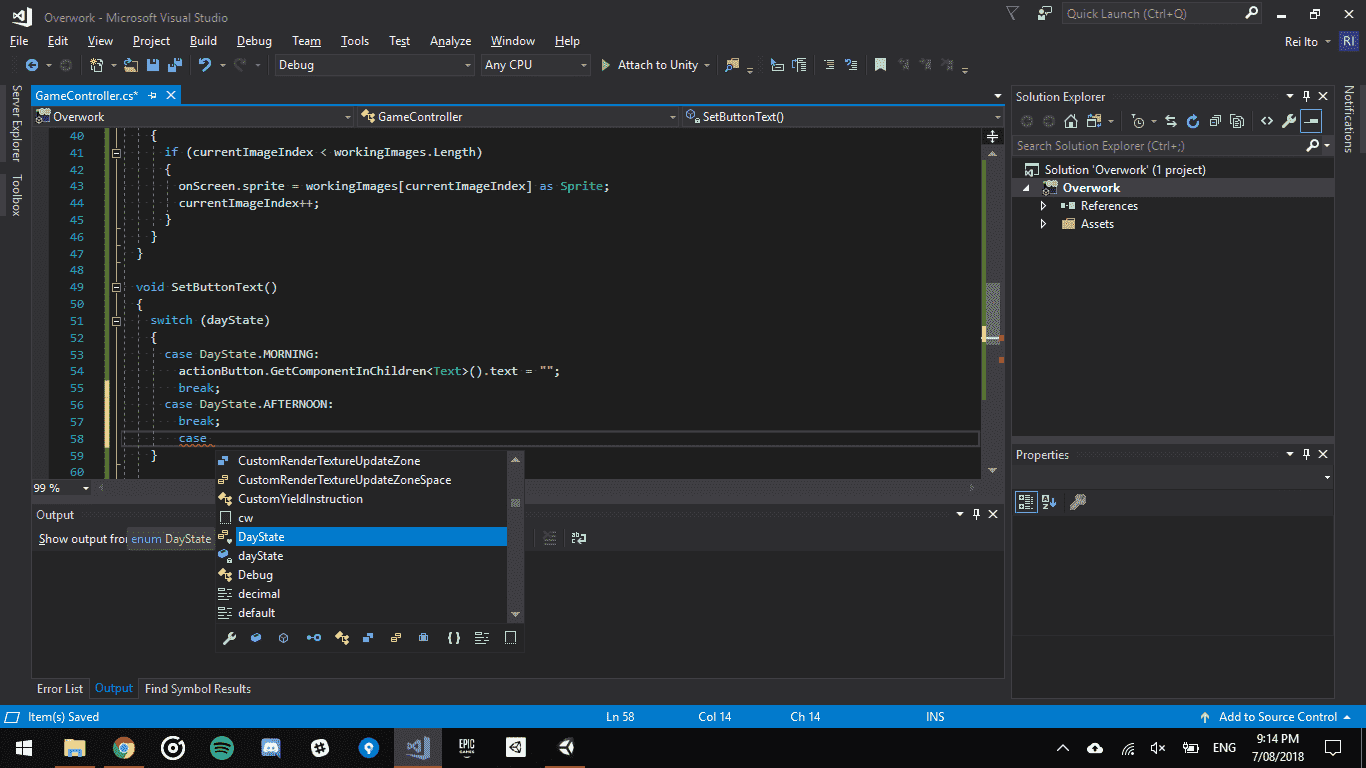 Overwork - Microsoft Visual Studio
Quick Launch (Ctrl+Q)
File Edit View Project Build Debug Team Tools Test Analyze Window Help
Rei Ito RI
Debug Any CPU Attach to Unity
Server Explorer
Toolbox
GameController.cs*
Overwork GameController SetButtonText()
40 {
41 if (currentImageIndex < workingImages.Length)
42 {
43 onScreen.sprite = workingImages[currentImageIndex] as Sprite;
44 currentImageIndex++;
45 }
46 }
47 }
48
49 void SetButtonText()
50 {
51 switch (dayState)
52 {
53 case DayState.MORNING:
54 actionButton.GetComponentInChildren<Text>().text = "";
55 break;
56 case DayState.AFTERNOON:
57 break;
58 case
59 }
60
99 %
CustomRenderTextureUpdateZone
CustomRenderTextureUpdateZoneSpace
CustomYieldInstruction
cw
DayState
dayState
Debug
decimal
default
Output
Show output fro
enum DayState
Error List Output Find Symbol Results
Solution Explorer
Search Solution Explorer (Ctrl+;)
Solution 'Overwork' (1 project)
Overwork
References
Assets
Properties
Notifications
Item(s) Saved Ln 58 Col 14 Ch 14 INS Add to Source Control
EPIC GAMES
ENG
9:14 PM
7/08/2018